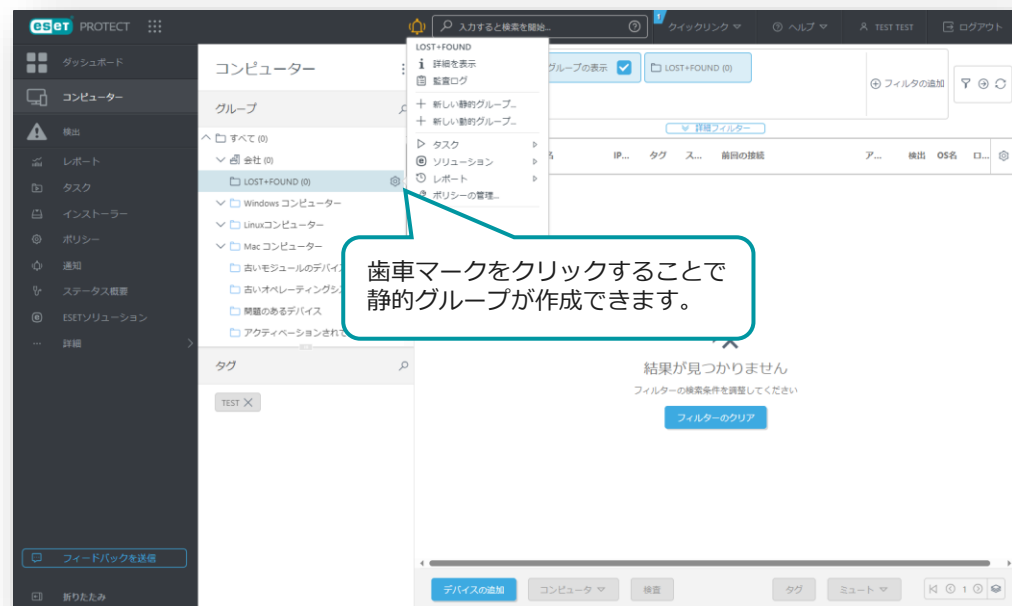 eset PROTECT
入力すると検索を開始...
1
クイックリンク
ヘルプ
TEST TEST
ログアウト
ダッシュボード
コンピューター
検出
レポート
タスク
インストーラー
ポリシー
通知
ステータス概要
ESETソリューション
詳細
フィードバックを送信
折りたたみ
コンピューター
グループ
すべて (0)
会社 (0)
LOST+FOUND (0)
Windows コンピューター
Linuxコンピューター
Mac コンピューター
古いモジュールのデバイ
古いオペレーティングシ
問題のあるデバイス
アクティベーションされて
タグ
TEST
LOST+FOUND
詳細を表示
監査ログ
新しい静的グループ...
新しい動的グループ...
タスク
ソリューション
レポート
ポリシーの管理...
グループの表示
LOST+FOUND (0)
フィルタの追加
詳細フィルター
IP...
タグ
ス...
前回の接続
ア...
検出
OS名
ロ...
歯車マークをクリックすることで
静的グループが作成できます。
結果が見つかりません
フィルターの検索条件を調整してください
フィルターのクリア
デバイスの追加
コンピュータ
検査
タグ
ミュート
1